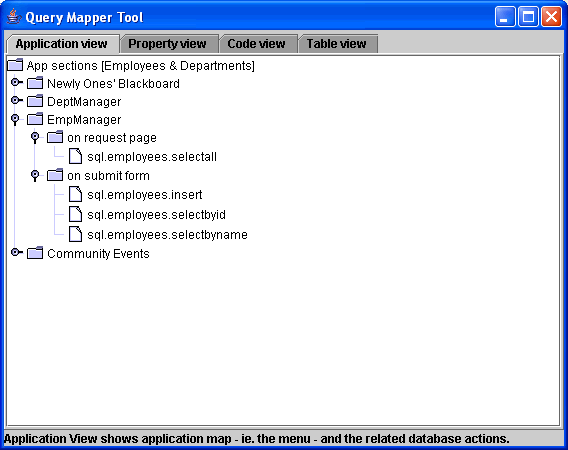 Query Mapper Tool
Application view Property view Code view Table view
App sections [Employees & Departments]
Newly Ones' Blackboard
DeptManager
EmpManager
on request page
sql.employees.selectall
on submit form
sql.employees.insert
sql.employees.selectbyid
sql.employees.selectbyname
Community Events
Application View shows application map - ie. the menu - and the related database actions.